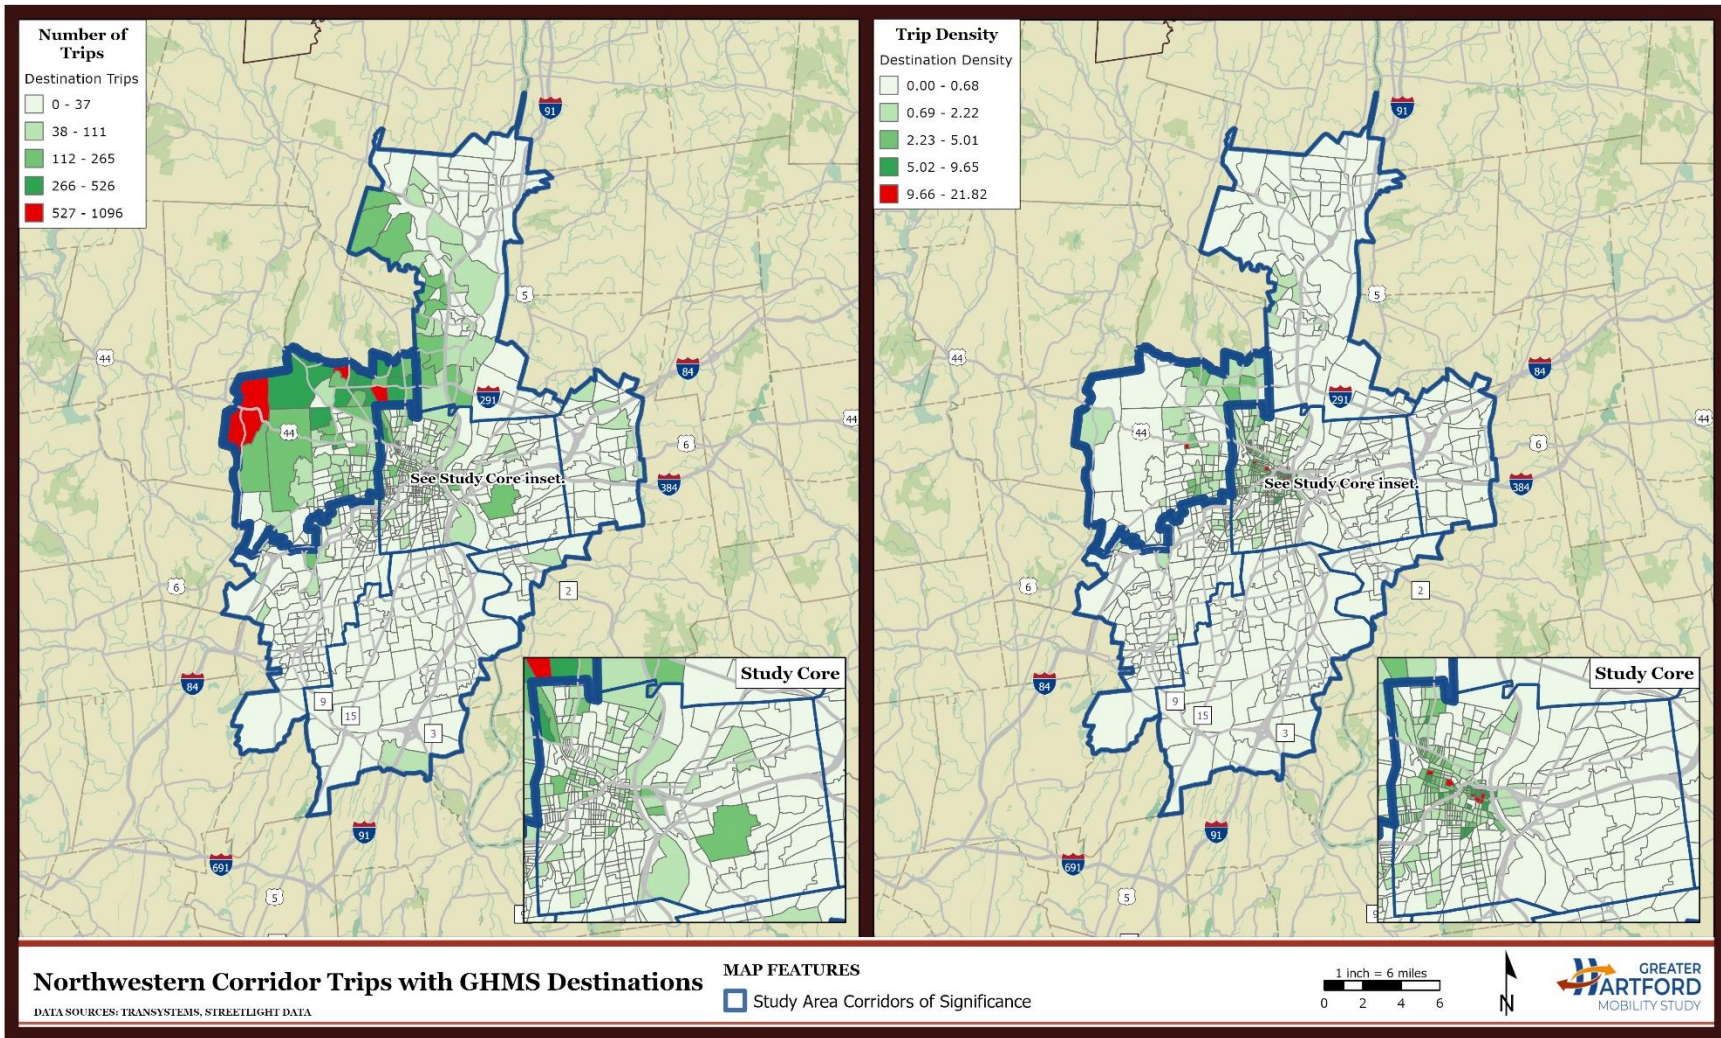 Number of
Trips
Destination Trips
0 - 37
38 - 111
112 - 265
266 - 526
527 - 1096
91
5
44
84
291
44
44
6
See Study Core inset.
384
6
2
84
9
15
3
91
691
5
Study Core
Trip Density
Destination Density
0.00 - 0.68
0.69 - 2.22
2.23 - 5.01
5.02 - 9.65
9.66 - 21.82
91
5
44
84
291
44
44
6
See Study Core inset.
384
6
2
84
9
15
3
91
691
5
9
Study Core
Northwestern Corridor Trips with GHMS Destinations
DATA SOURCES: TRANSYSTEMS, STREETLIGHT DATA
MAP FEATURES
Study Area Corridors of Significance
1 inch = 6 miles
0 2 4 6
N
GREATER
HARTFORD
MOBILITY STUDY